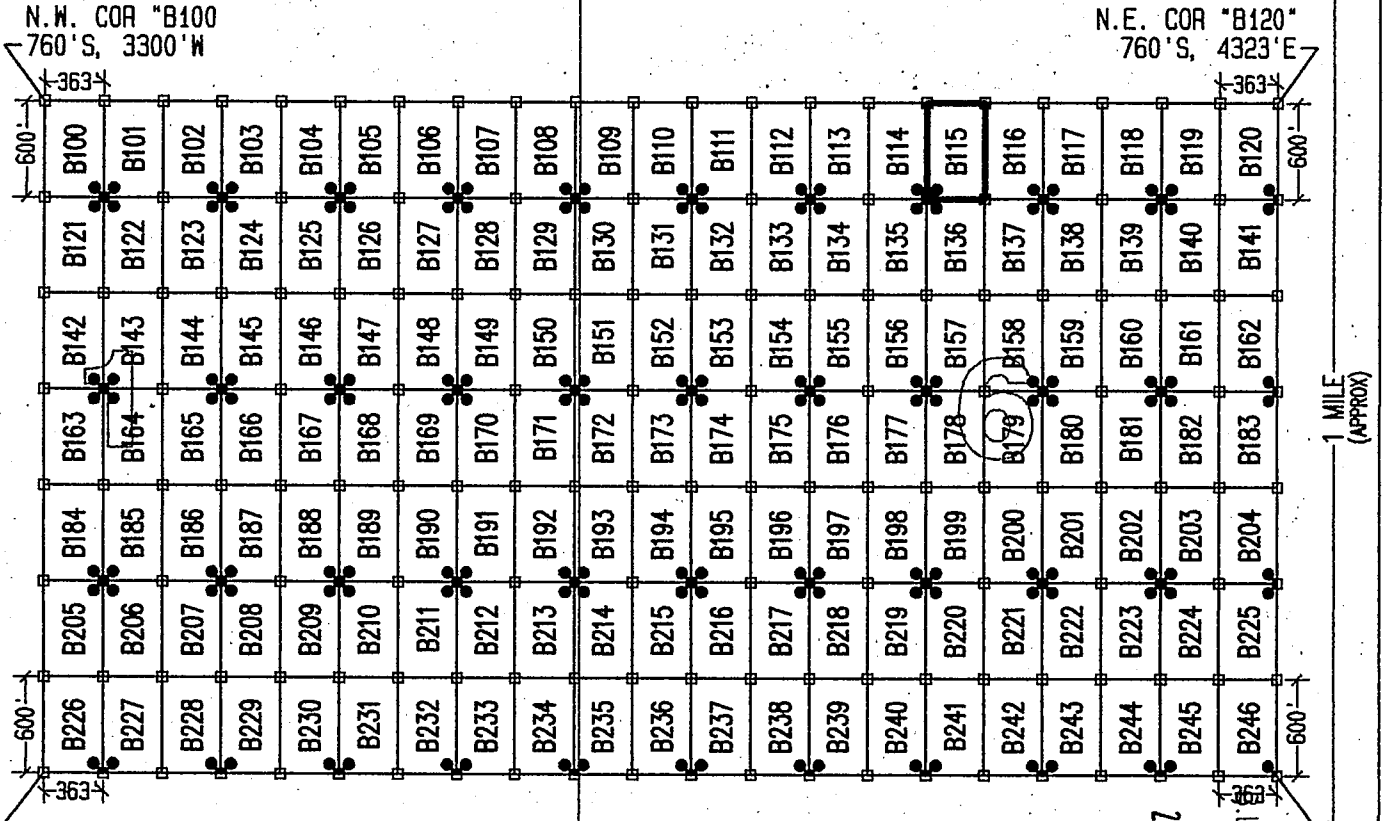 N.W. COR "B100
760'S, 3300'W
N.E. COR "B120"
760'S, 4323'E
363
363
600'
B100 B101 B102 B103 B104 B105 B106 B107 B108 B109 B110 B111 B112 B113 B114 B115 B116 B117 B118 B119 B120
600'
B121 B122 B123 B124 B125 B126 B127 B128 B129 B130 B131 B132 B133 B134 B135 B136 B137 B138 B139 B140 B141
B142 B143 B144 B145 B146 B147 B148 B149 B150 B151 B152 B153 B154 B155 B156 B157 B158 B159 B160 B161 B162
1 MILE
(APPROX)
B163 B164 B165 B166 B167 B168 B169 B170 B171 B172 B173 B174 B175 B176 B177 B178 B179 B180 B181 B182 B183
6
B184 B185 B186 B187 B188 B189 B190 B191 B192 B193 B194 B195 B196 B197 B198 B199 B200 B201 B202 B203 B204
B205 B206 B207 B208 B209 B210 B211 B212 B213 B214 B215 B216 B217 B218 B219 B220 B221 B222 B223 B224 B225
600'
B226 B227 B228 B229 B230 B231 B232 B233 B234 B235 B236 B237 B238 B239 B240 B241 B242 B243 B244 B245 B246
600'
363
363